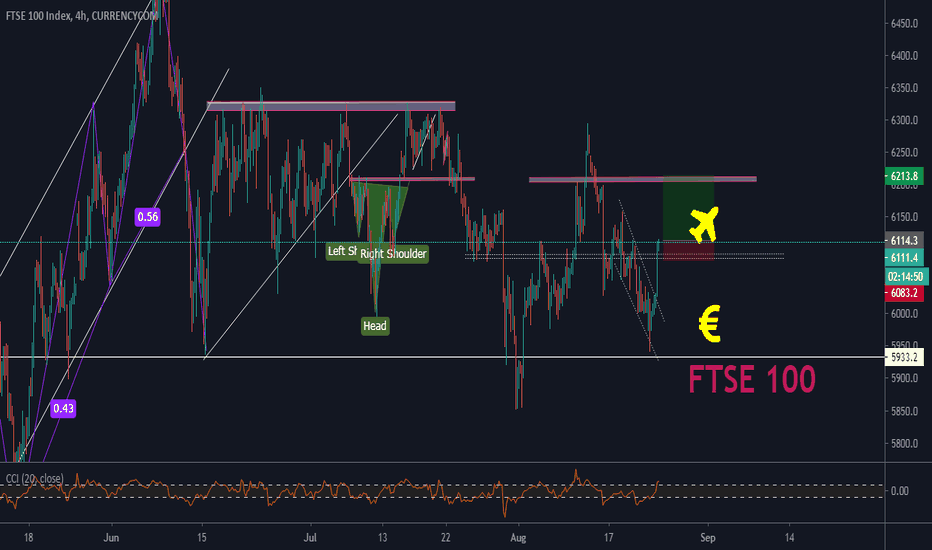 FTSE 100 Index, 4h, CURRENCYCOM
6450.0
6400.0
6350.0
6300.0
6250.0
6213.8
6150.0
0.56
Left Sh
Right Shoulder
6114.3
6111.4
02:14:50
6083.2
6000.0
Head
€
5950.0
5933.2
FTSE 100
5900.0
0.43
5850.0
5800.0
CCI (20, close)
0.00
18
Jun
15
Jul
13
22
Aug
17
Sep
14